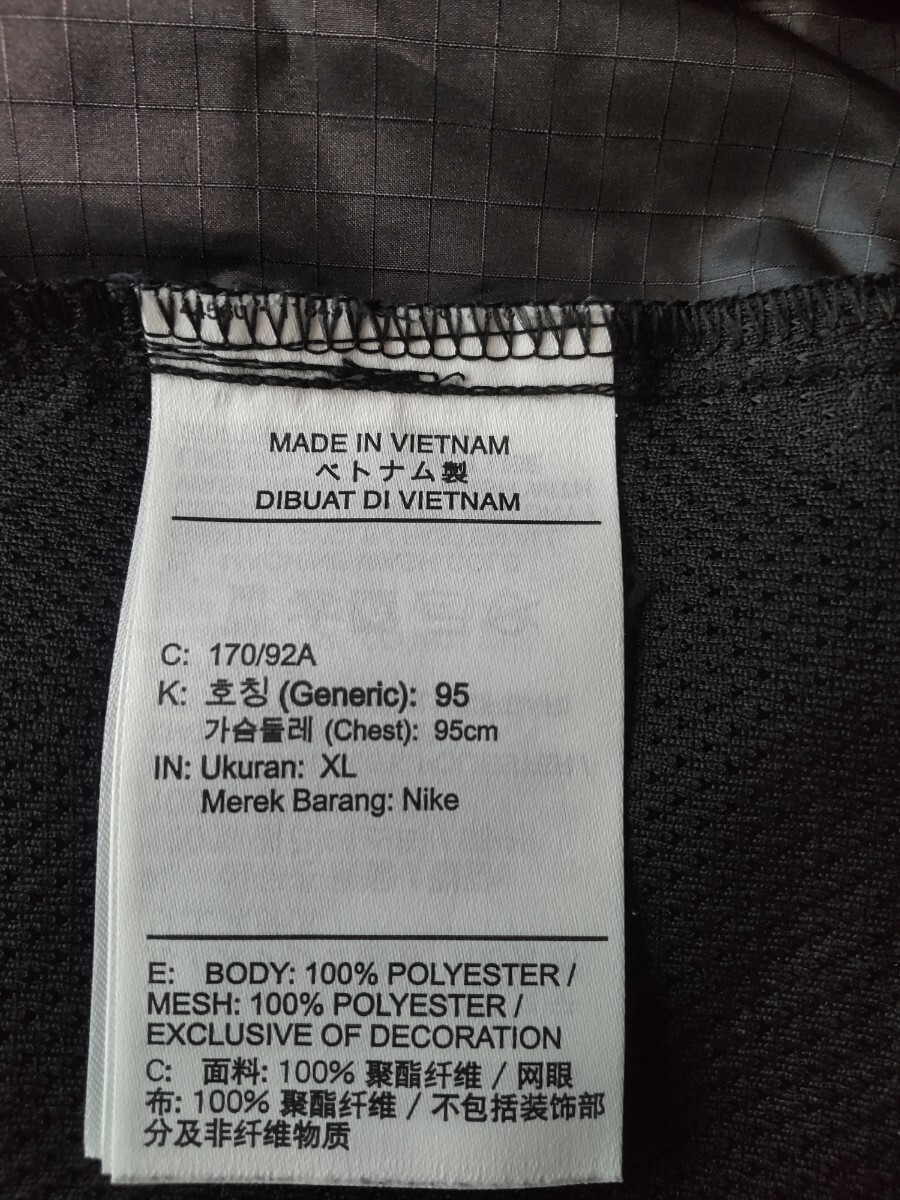 MADE IN VIETNAM
ベトナム製
DIBUAT DI VIETNAM
C: 170/92A
K: 호칭 (Generic): 95
가슴둘레 (Chest): 95cm
IN: Ukuran: XL
Merek Barang: Nike
E: BODY: 100% POLYESTER /
MESH: 100% POLYESTER /
EXCLUSIVE OF DECORATION
C: 面料: 100% 聚酯纤维 / 网眼
布: 100% 聚酯纤维 / 不包括装饰部
分及非纤维物质